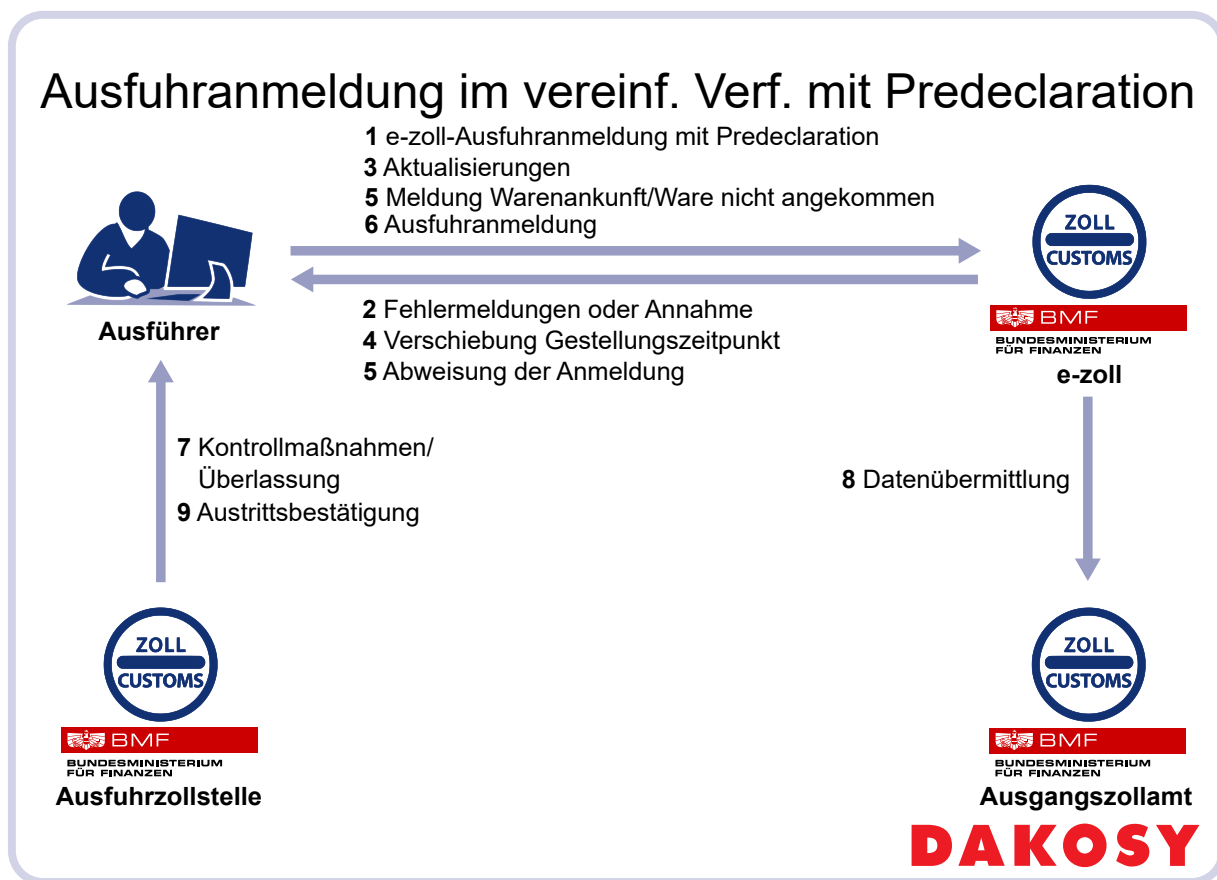 Ausfuhranmeldung im vereinf. Verf. mit Predeclaration
1 e-zoll-Ausfuhranmeldung mit Predeclaration
3 Aktualisierungen
5 Meldung Warenankunft/Ware nicht angekommen
6 Ausfuhranmeldung
ZOLL
CUSTOMS
BMF
BUNDESMINISTERIUM
FÜR FINANZEN
e-zoll
Ausführer
2 Fehlermeldungen oder Annahme
4 Verschiebung Gestellungszeitpunkt
5 Abweisung der Anmeldung
7 Kontrollmaßnahmen/
Überlassung
9 Austrittsbestätigung
8 Datenübermittlung
ZOLL
CUSTOMS
BMF
BUNDESMINISTERIUM
FÜR FINANZEN
Ausfuhrzollstelle
ZOLL
CUSTOMS
BMF
BUNDESMINISTERIUM
FÜR FINANZEN
Ausgangszollamt
DAKOSY